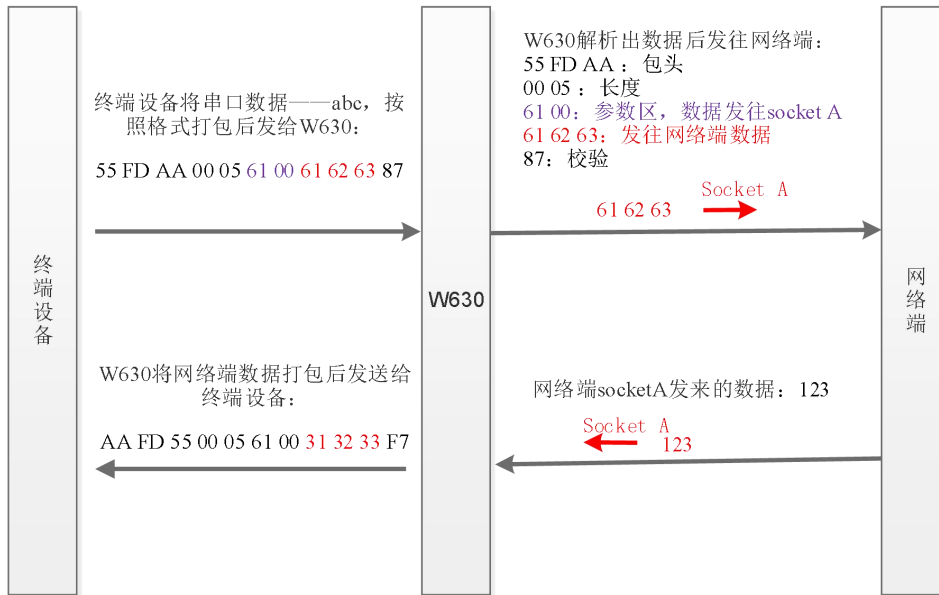 终端设备将串口数据——abc，按
照格式打包后发给W630：
55 FD AA 00 05 61 00 61 62 63 87
W630解析出数据后发往网络端：
55 FD AA：包头
00 05：长度
61 00：参数区，数据发往socket A
61 62 63：发往网络端数据
87：校验
Socket A
61 62 63
终端设备
W630
网络端
W630将网络端数据打包后发送给
终端设备：
AA FD 55 00 05 61 00 31 32 33 F7
网络端socketA发来的数据：123
Socket A
123